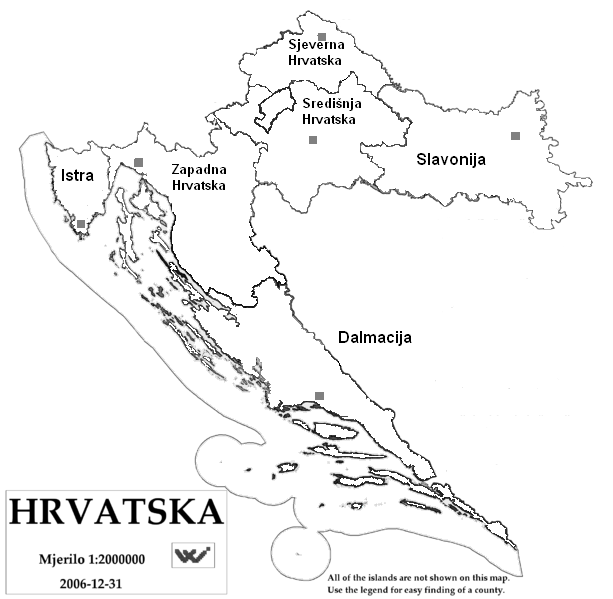 Sjeverna
Hrvatska
Središnja
Hrvatska
Slavonija
Istra
Zapadna
Hrvatska
Dalmacija
HRVATSKA
Mjerilo 1:2000000
2006-12-31
All of the islands are not shown on this map.
Use the legend for easy finding of a county.